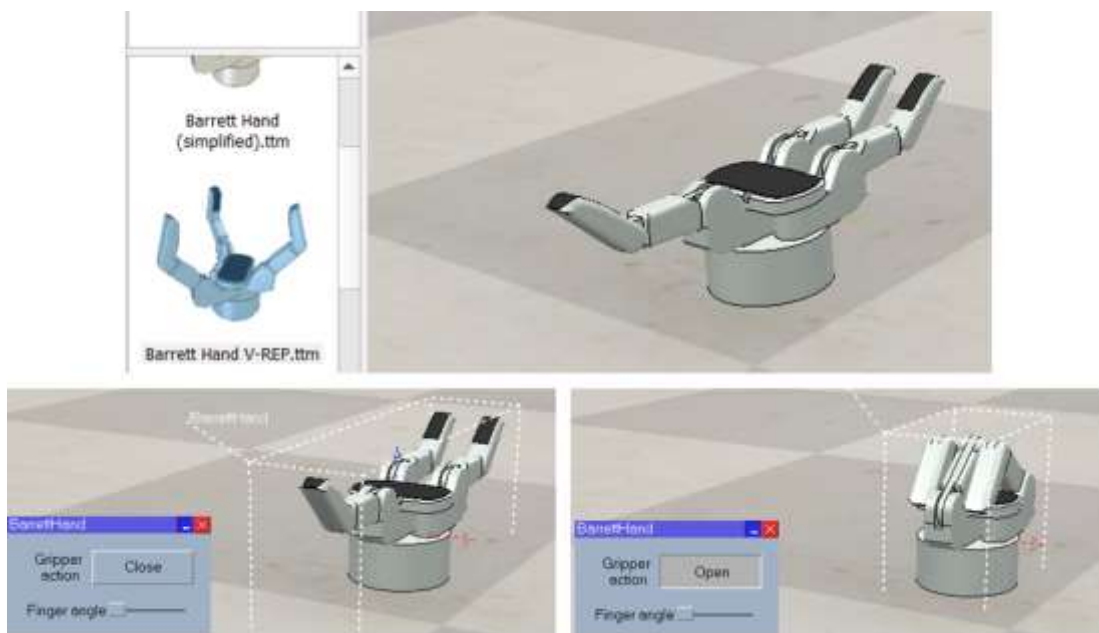 Barrett Hand
(simplified).ttm
Barrett Hand V-REP.ttm
JBarrettHand
BarrettHand
Gripper
action
Close
Finger angle
BarrettHand
Gripper
action
Open
Finger angle